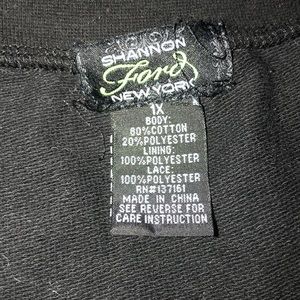 SHANNON
Ford
NEW YORK
1X
BODY:
80%COTTON
20%POLYESTER
LINING:
100%POLYESTER
LACE:
100%POLYESTER
RN#137161
MADE IN CHINA
SEE REVERSE FOR
CARE INSTRUCTION